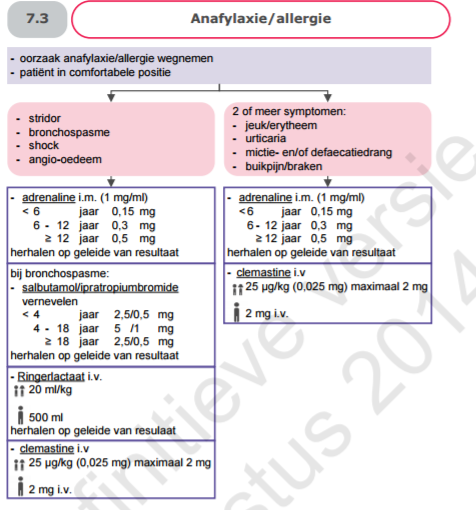 7.3
Anafylaxie/allergie
- oorzaak anafylaxie/allergie wegnemen
- patiënt in comfortabele positie
- stridor
- bronchospasme
- shock
- angio-oedeem
2 of meer symptomen:
- jeuk/erytheem
- urticaria
- mictie- en/of defaecatiedrang
- buikpijn/braken
- adrenaline i.m. (1 mg/ml)
< 6 jaar 0,15 mg
6 - 12 jaar 0,3 mg
≥ 12 jaar 0,5 mg
herhalen op geleide van resultaat
bij bronchospasme:
- salbutamol/ipratropiumbromide
vernevelen
< 4 jaar 2,5/0,5 mg
4 - 18 jaar 5 /1 mg
≥ 18 jaar 2,5/0,5 mg
herhalen op geleide van resultaat
- Ringerlactaat i.v.
20 ml/kg
500 ml
herhalen op geleide van resultaat
- clemastine i.v
25 µg/kg (0,025 mg) maximaal 2 mg
2 mg i.v.
- adrenaline i.m. (1 mg/ml)
<6 jaar 0,15 mg
6 - 12 jaar 0,3 mg
≥ 12 jaar 0,5 mg
herhalen op geleide van resultaat
- clemastine i.v
25 µg/kg (0,025 mg) maximaal 2 mg
2 mg i.v.
finitieve versie
stus 2014